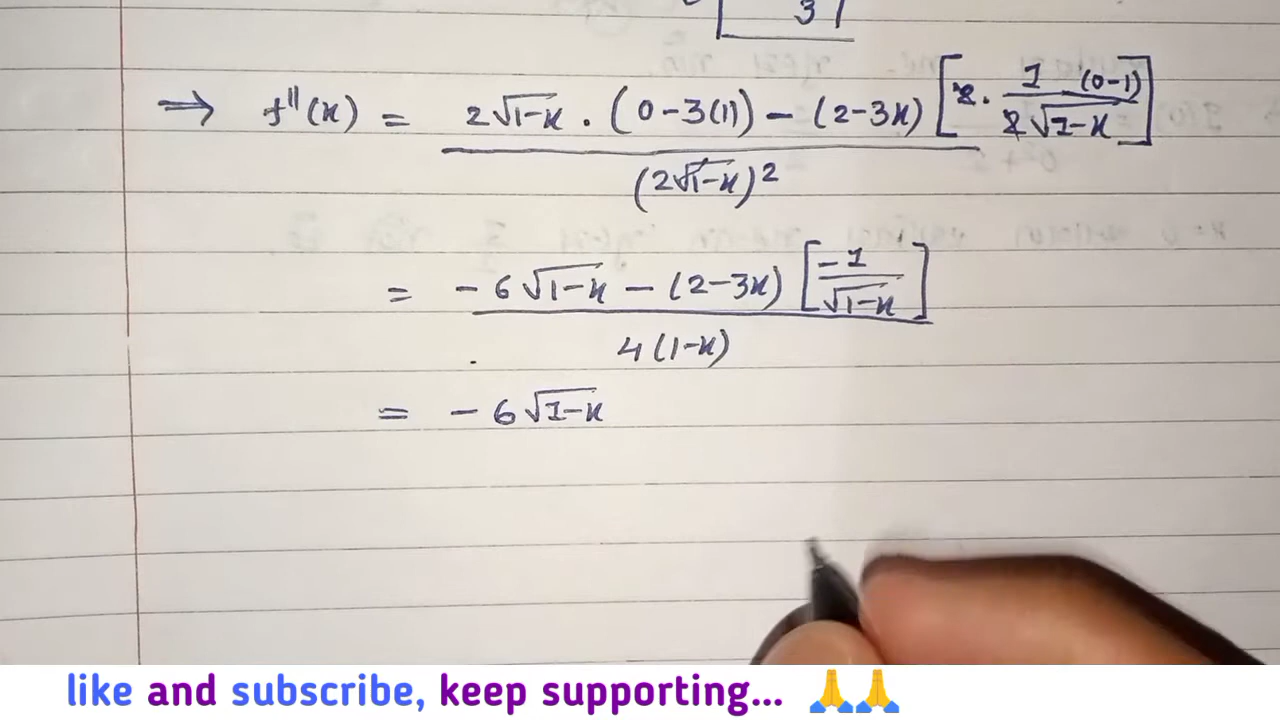 3
⇒ f''(x) = 2√1-x . (0-3(1)) - (2-3x) [2. 1 (0-1) / 2√1-x] / (2√1-x)²
= -6√1-x - (2-3x) [-1 / √1-x] / 4(1-x)
= -6√1-x
like and subscribe, keep supporting... 🙏🙏